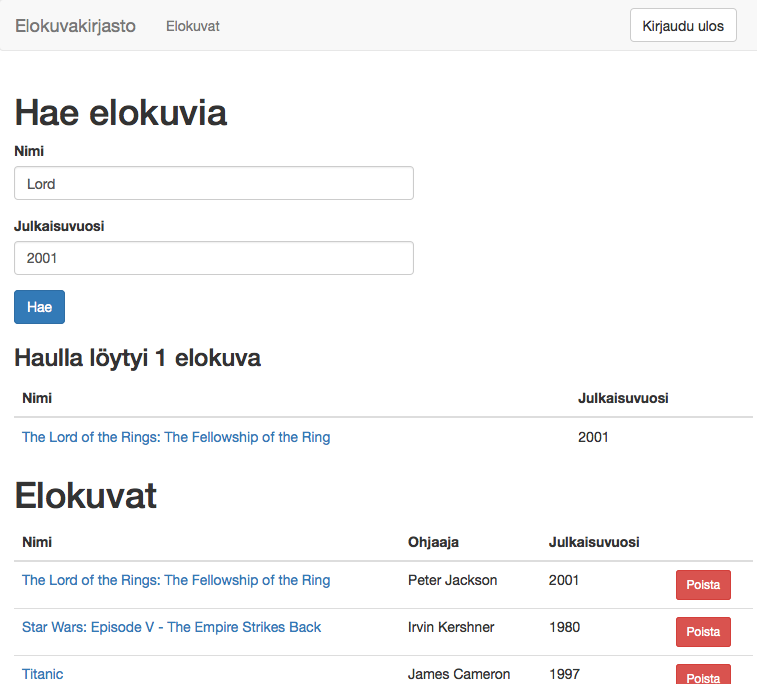 Elokuvakirjasto Elokuvat Kirjaudu ulos
Hae elokuvia
Nimi
Lord
Julkaisuvuosi
2001
Hae
Haulla löytyi 1 elokuva
Nimi Julkaisuvuosi
The Lord of the Rings: The Fellowship of the Ring 2001
Elokuvat
Nimi Ohjaaja Julkaisuvuosi
The Lord of the Rings: The Fellowship of the Ring Peter Jackson 2001 Poista
Star Wars: Episode V - The Empire Strikes Back Irvin Kershner 1980 Poista
Titanic James Cameron 1997 Poista